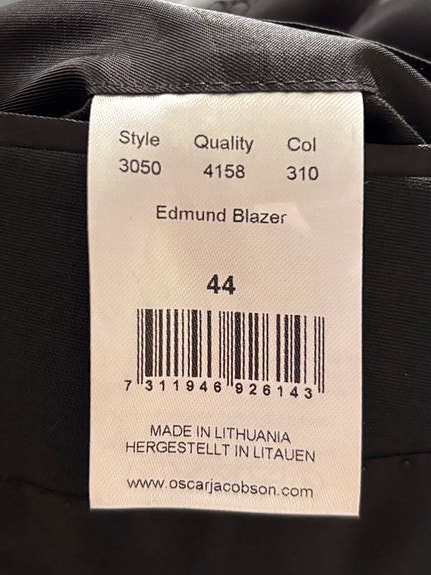 Style Quality Col
3050 4158 310
Edmund Blazer
44
7 311946 926143
MADE IN LITHUANIA
HERGESTELLT IN LITAUEN
www.oscarjacobson.com